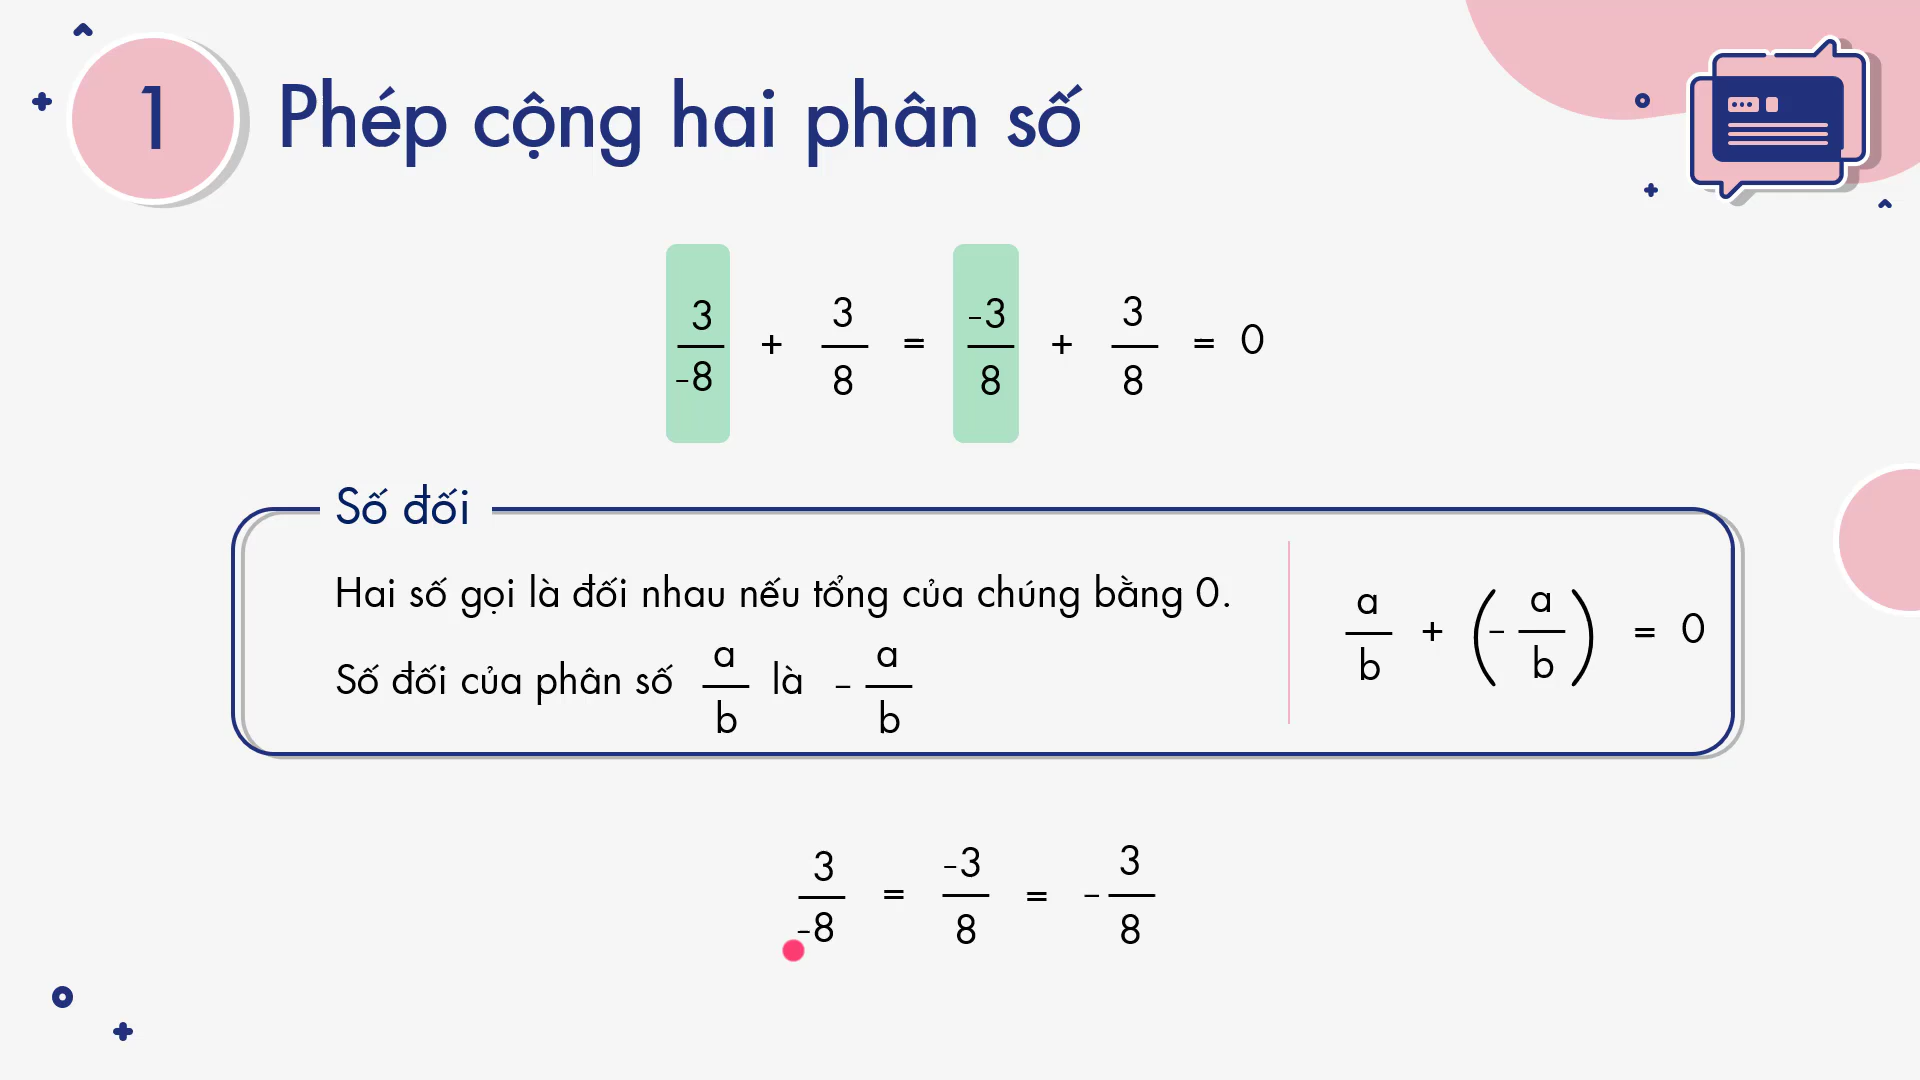 1
Phép cộng hai phân số
3/-8 + 3/8 = -3/8 + 3/8 = 0
Số đối
Hai số gọi là đối nhau nếu tổng của chúng bằng 0.
Số đối của phân số a/b là - a/b
a/b + (- a/b) = 0
3/-8 = -3/8 = - 3/8